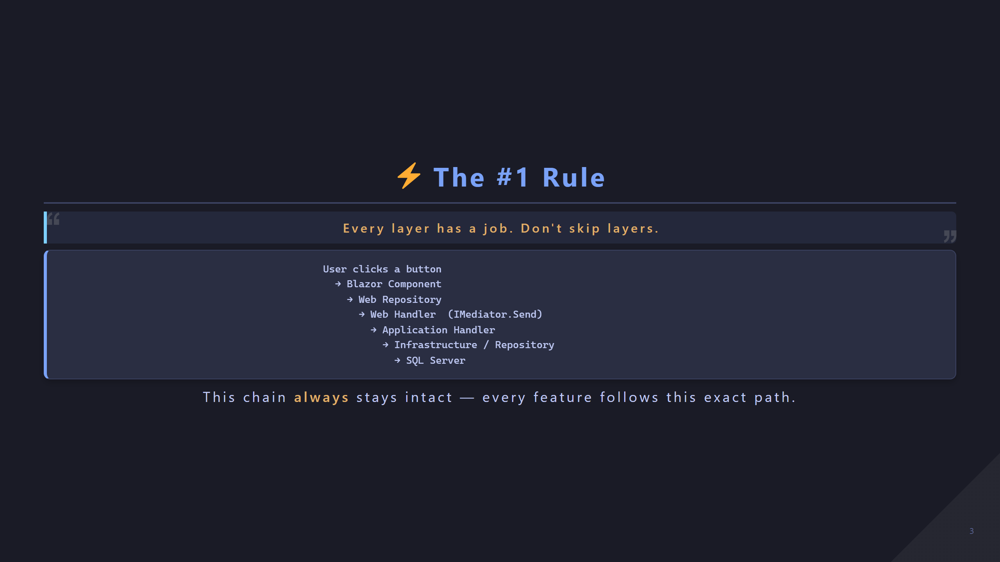 ⚡ The #1 Rule
“ Every layer has a job. Don't skip layers. ”
User clicks a button
→ Blazor Component
→ Web Repository
→ Web Handler  (IMediator.Send)
→ Application Handler
→ Infrastructure / Repository
→ SQL Server
This chain always stays intact — every feature follows this exact path.
3